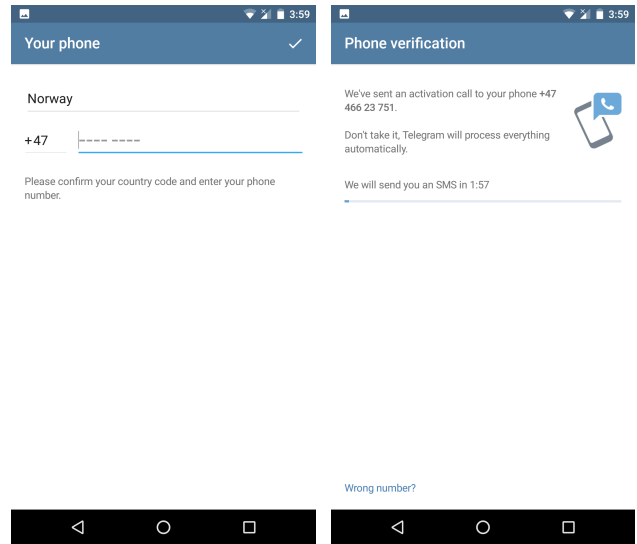 3:59
Your phone
Norway
+47
---- ----
Please confirm your country code and enter your phone
number.
3:59
Phone verification
We've sent an activation call to your phone +47
466 23 751.
Don't take it, Telegram will process everything
automatically.
We will send you an SMS in 1:57
Wrong number?